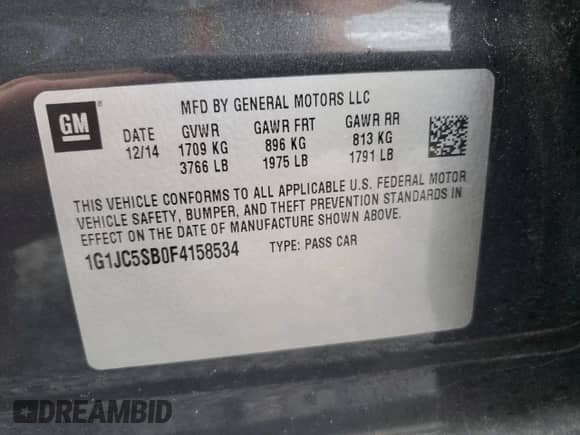 GM ®
MFD BY GENERAL MOTORS LLC
DATE GVWR GAWR FRT GAWR RR
12/14 1709 KG 896 KG 813 KG
3766 LB 1975 LB 1791 LB
THIS VEHICLE CONFORMS TO ALL APPLICABLE U.S. FEDERAL MOTOR
VEHICLE SAFETY, BUMPER, AND THEFT PREVENTION STANDARDS IN
EFFECT ON THE DATE OF MANUFACTURE SHOWN ABOVE.
1G1JC5SB0F4158534 TYPE: PASS CAR
DREAMBID